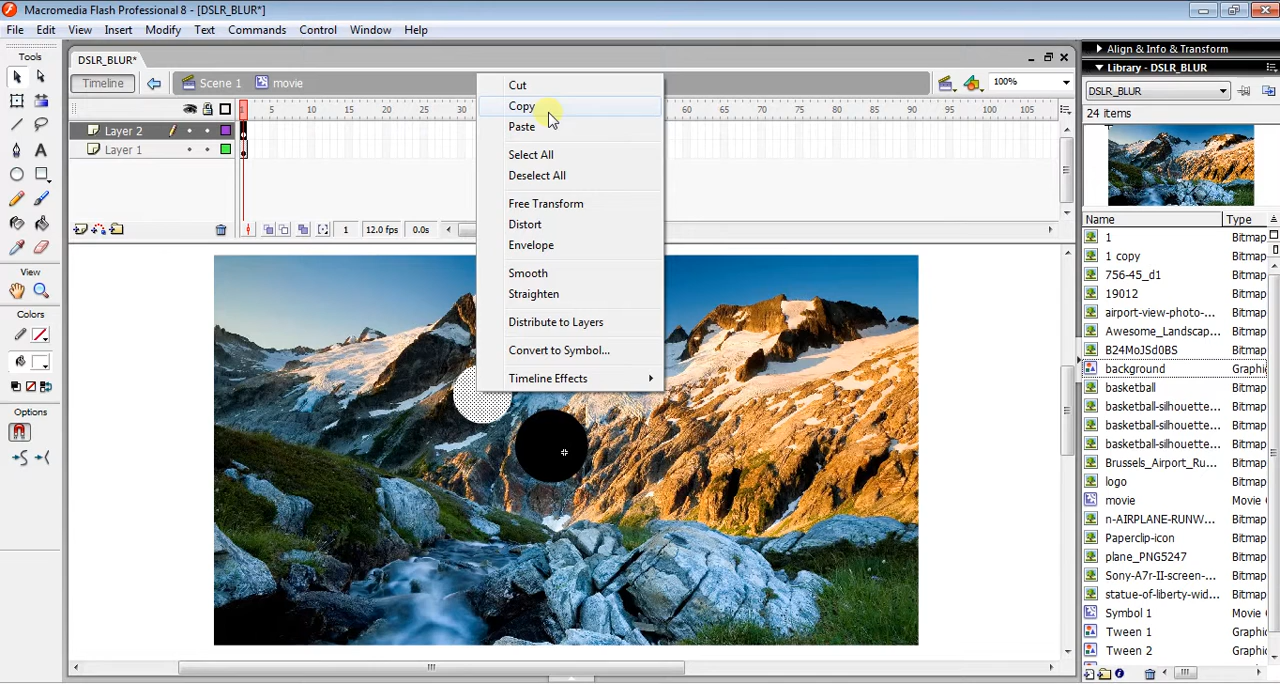 Macromedia Flash Professional 8 - [DSLR_BLUR*]
File Edit View Insert Modify Text Commands Control Window Help
Tools
View
Colors
Options
DSLR_BLUR*
Timeline Scene 1 movie 100%
5 10 15 20 25 30 60 65 70 75 80 85 90 95 100 105
Layer 2
Layer 1
1 12.0 fps 0.0s
Cut
Copy
Paste
Select All
Deselect All
Free Transform
Distort
Envelope
Smooth
Straighten
Distribute to Layers
Convert to Symbol...
Timeline Effects
Align & Info & Transform
Library - DSLR_BLUR
DSLR_BLUR
24 items
Name Type
1 Bitmap
1 copy Bitmap
756-45_d1 Bitmap
19012 Bitmap
airport-view-photo-... Bitmap
Awesome_Landscap... Bitmap
B24MoJSd0BS Bitmap
background Graphi
basketball Bitmap
basketball-silhouette... Bitmap
basketball-silhouette... Bitmap
basketball-silhouette... Bitmap
Brussels_Airport_Ru... Bitmap
logo Bitmap
movie Movie
n-AIRPLANE-RUNW... Bitmap
Paperclip-icon Bitmap
plane_PNG5247 Bitmap
Sony-A7r-II-screen-... Bitmap
statue-of-liberty-wid... Bitmap
Symbol 1 Movie
Tween 1 Graphi
Tween 2 Graphi